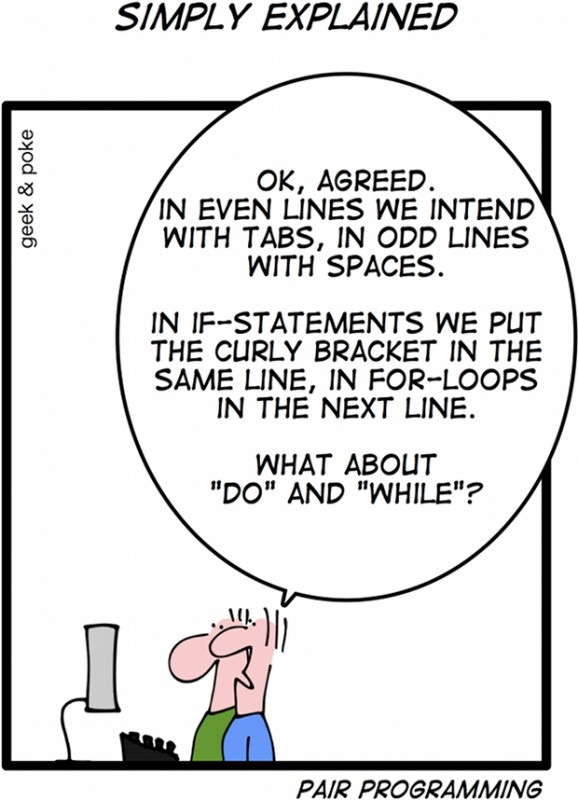 SIMPLY EXPLAINED
geek & poke
OK, AGREED.
IN EVEN LINES WE INTEND
WITH TABS, IN ODD LINES
WITH SPACES.
IN IF-STATEMENTS WE PUT
THE CURLY BRACKET IN THE
SAME LINE, IN FOR-LOOPS
IN THE NEXT LINE.
WHAT ABOUT
"DO" AND "WHILE"?
PAIR PROGRAMMING